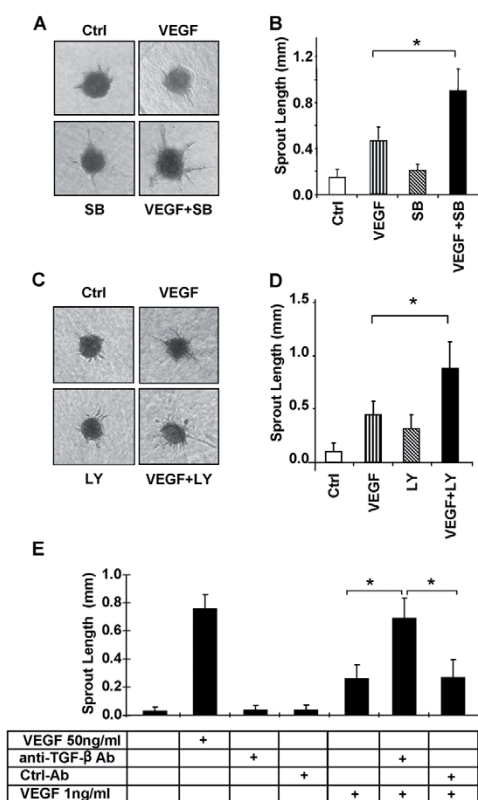 A
Ctrl VEGF
SB VEGF+SB
B
Sprout Length (mm)
1.2
0.8
0.4
0.0
*
Ctrl
VEGF
SB
VEGF +SB
C
Ctrl VEGF
LY VEGF+LY
D
Sprout Length (mm)
1.5
1.0
0.5
0.0
*
Ctrl
VEGF
LY
VEGF+LY
E
Sprout Length (mm)
1.0
0.8
0.6
0.4
0.2
0.0
* *
VEGF 50ng/ml +
anti-TGF-β Ab + +
Ctrl-Ab + +
VEGF 1ng/ml + + +